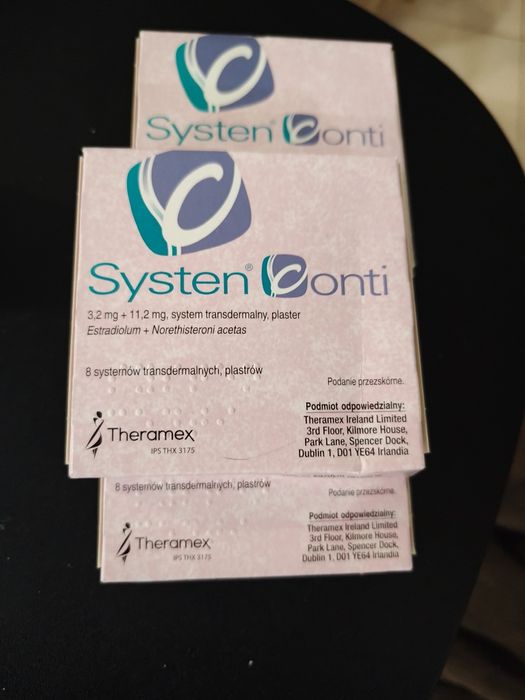 Systen® Conti
Systen® Conti
3,2 mg + 11,2 mg, system transdermalny, plaster
Estradiolum + Norethisteroni acetas
8 systemów transdermalnych, plastrów
Podanie przezskórne.
Podmiot odpowiedzialny:
Theramex Ireland Limited
3rd Floor, Kilmore House,
Park Lane, Spencer Dock,
Dublin 1, D01 YE64 Irlandia
Theramex
IPS THX 3175
8 systemów transdermalnych, plastrów
Podanie przezskórne.
Podmiot odpowiedzialny:
Theramex Ireland Limited
3rd Floor, Kilmore House,
Park Lane, Spencer Dock,
Dublin 1, D01 YE64 Irlandia
Theramex
IPS THX 3175